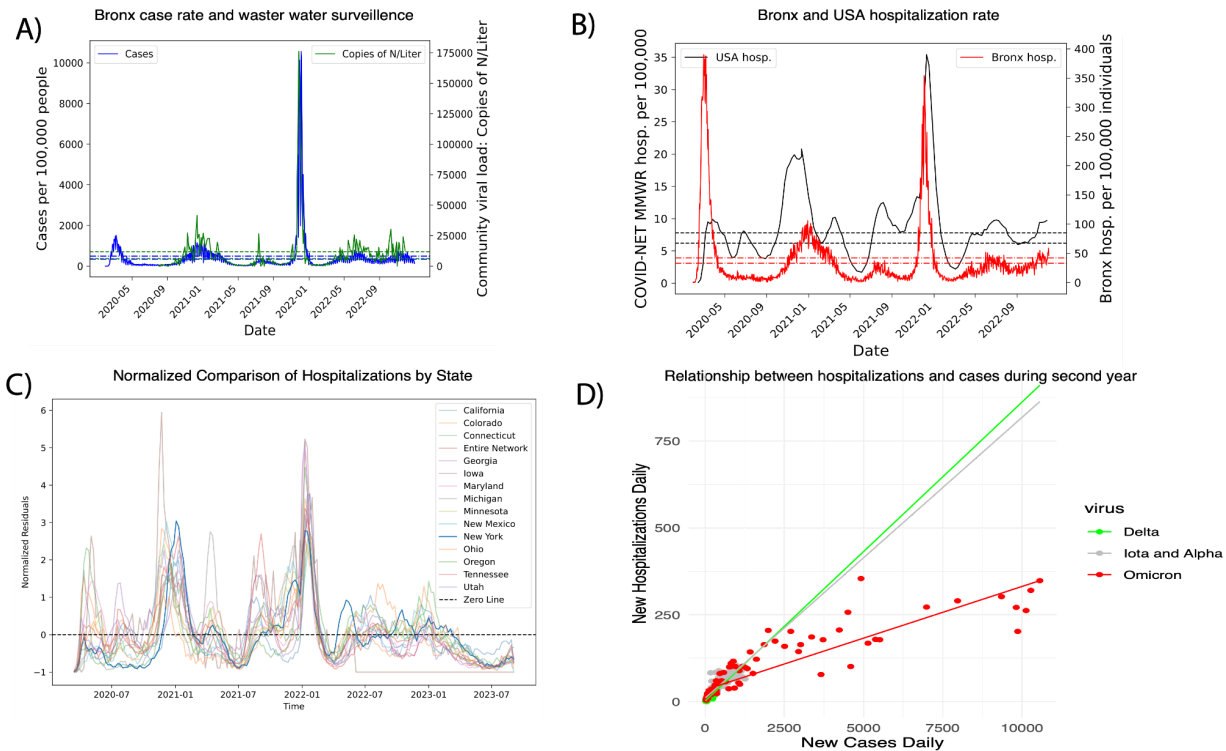 A)
Bronx case rate and waster water surveillence
Cases
Copies of N/Liter
Cases per 100,000 people
10000
8000
6000
4000
2000
0
Community viral load: Copies of N/Liter
175000
150000
125000
100000
75000
50000
25000
0
2020-05
2020-09
2021-01
2021-05
2021-09
2022-01
2022-05
2022-09
Date
B)
Bronx and USA hospitalization rate
USA hosp.
Bronx hosp.
COVID-NET MMWR hosp. per 100,000
35
30
25
20
15
10
5
0
Bronx hosp. per 100,000 individuals
400
350
300
250
200
150
100
50
0
2020-05
2020-09
2021-01
2021-05
2021-09
2022-01
2022-05
2022-09
Date
C)
Normalized Comparison of Hospitalizations by State
Normalized Residuals
6
5
4
3
2
1
0
−1
California
Colorado
Connecticut
Entire Network
Georgia
Iowa
Maryland
Michigan
Minnesota
New Mexico
New York
Ohio
Oregon
Tennessee
Utah
Zero Line
2020-07
2021-01
2021-07
2022-01
2022-07
2023-01
2023-07
Time
D)
Relationship between hospitalizations and cases during second year
New Hospitalizations Daily
750
500
250
0
0
2500
5000
7500
10000
New Cases Daily
virus
Delta
Iota and Alpha
Omicron